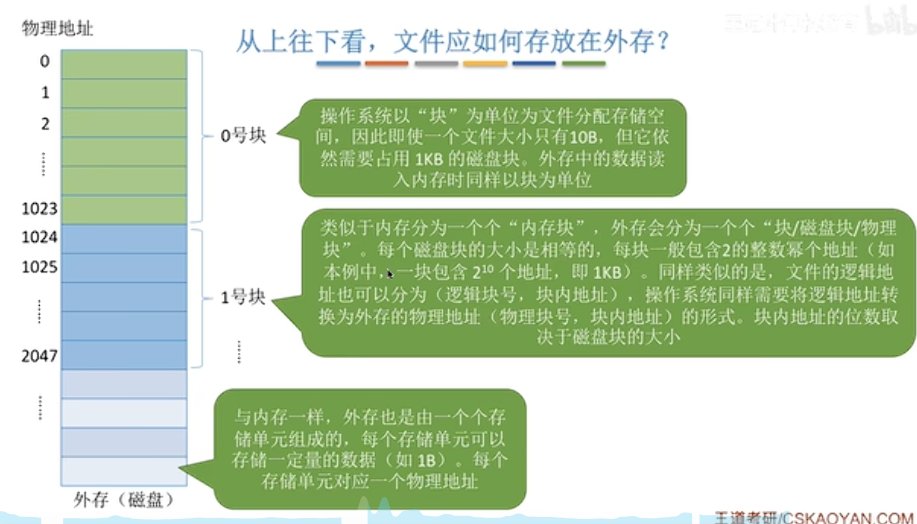 物理地址
从上往下看，文件应如何存放在外存？
0
1
2
……
1023
1024
1025
……
2047
……
0号块
1号块
……
操作系统以“块”为单位为文件分配存储空
间，因此即使一个文件大小只有10B，但它依
然需要占用 1KB 的磁盘块。外存中的数据读
入内存时同样以块为单位
类似于内存分为一个个“内存块”，外存会分为一个个“块/磁盘块/物理
块”。每个磁盘块的大小是相等的，每块一般包含2的整数幂个地址（如
本例中，一块包含 2¹⁰ 个地址，即 1KB）。同样类似的是，文件的逻辑地
址也可以分为（逻辑块号，块内地址），操作系统同样需要将逻辑地址转
换为外存的物理地址（物理块号，块内地址）的形式。块内地址的位数取
决于磁盘块的大小
与内存一样，外存也是由一个个存
储单元组成的，每个存储单元可以
存储一定量的数据（如 1B）。每个
存储单元对应一个物理地址
外存（磁盘）
王道考研/CSKAOYAN.COM